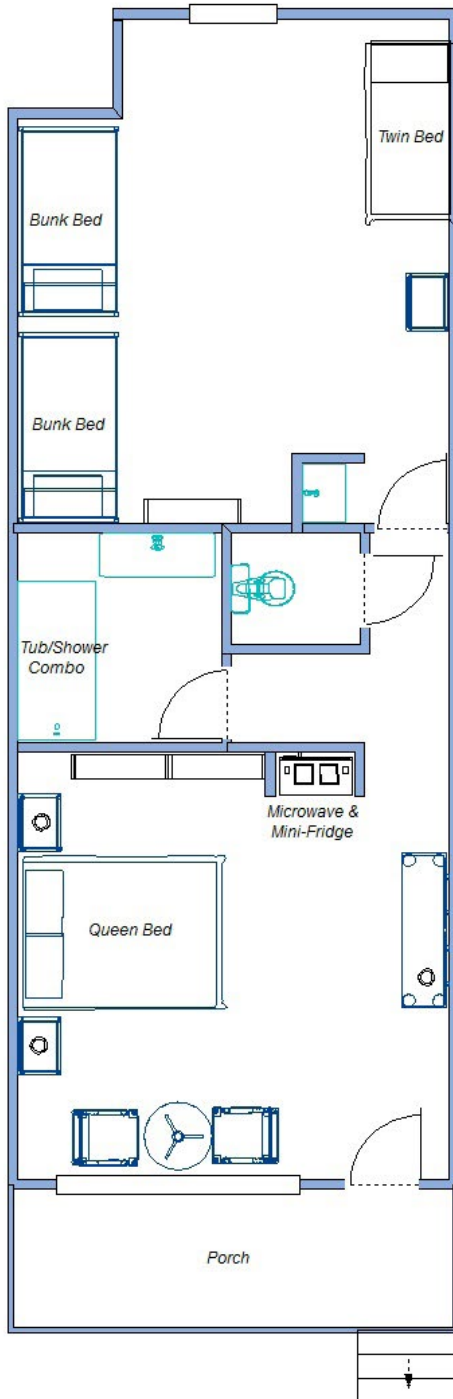 Twin Bed
Bunk Bed
Bunk Bed
Tub/Shower
Combo
Microwave &
Mini-Fridge
Queen Bed
Porch